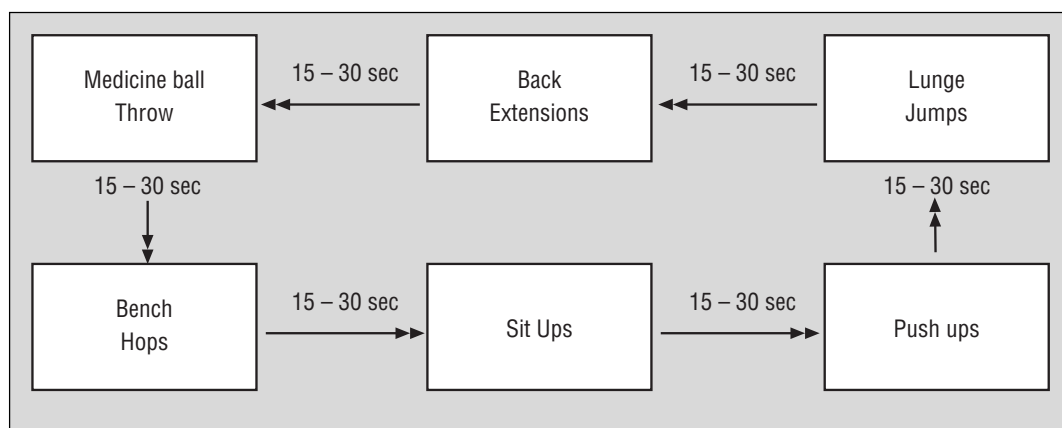 Medicine ball
Throw
15 – 30 sec
Back
Extensions
15 – 30 sec
Lunge
Jumps
15 – 30 sec
15 – 30 sec
Bench
Hops
15 – 30 sec
Sit Ups
15 – 30 sec
Push ups